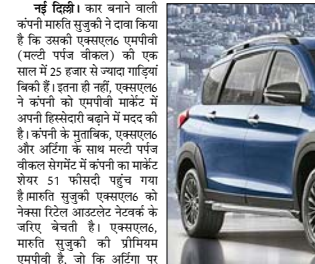 नई दिल्ली। कार बनाने वाली
कंपनी मारुति सुजुकी ने दावा किया
है कि उसकी एक्सएल6 एमपीवी
(मल्टी पर्पज वीकल) की एक
साल में 25 हजार से ज्यादा गाड़ियां
बिकी हैं। इतना ही नहीं, एक्सएल6
ने कंपनी को एमपीवी मार्केट में
अपनी हिस्सेदारी बढ़ाने में मदद की
है। कंपनी के मुताबिक, एक्सएल6
और अर्टिगा के साथ मल्टी पर्पज
वीकल सेगमेंट में कंपनी का मार्केट
शेयर 51 फीसदी पहुंच गया
है।मारुति सुजुकी एक्सएल6 को
नेक्सा रिटेल आउटलेट नेटवर्क के
जरिए बेचती है। एक्सएल6,
मारुति सुजुकी की प्रीमियम
एमपीवी है, जो कि अर्टिगा पर